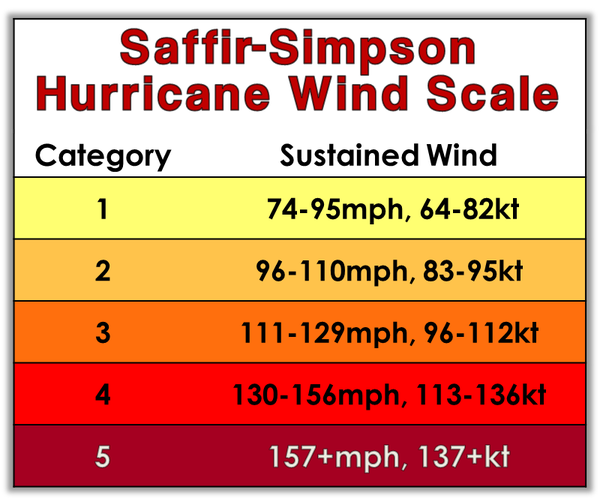 Saffir-Simpson
Hurricane Wind Scale
Category Sustained Wind
1 74-95mph, 64-82kt
2 96-110mph, 83-95kt
3 111-129mph, 96-112kt
4 130-156mph, 113-136kt
5 157+mph, 137+kt